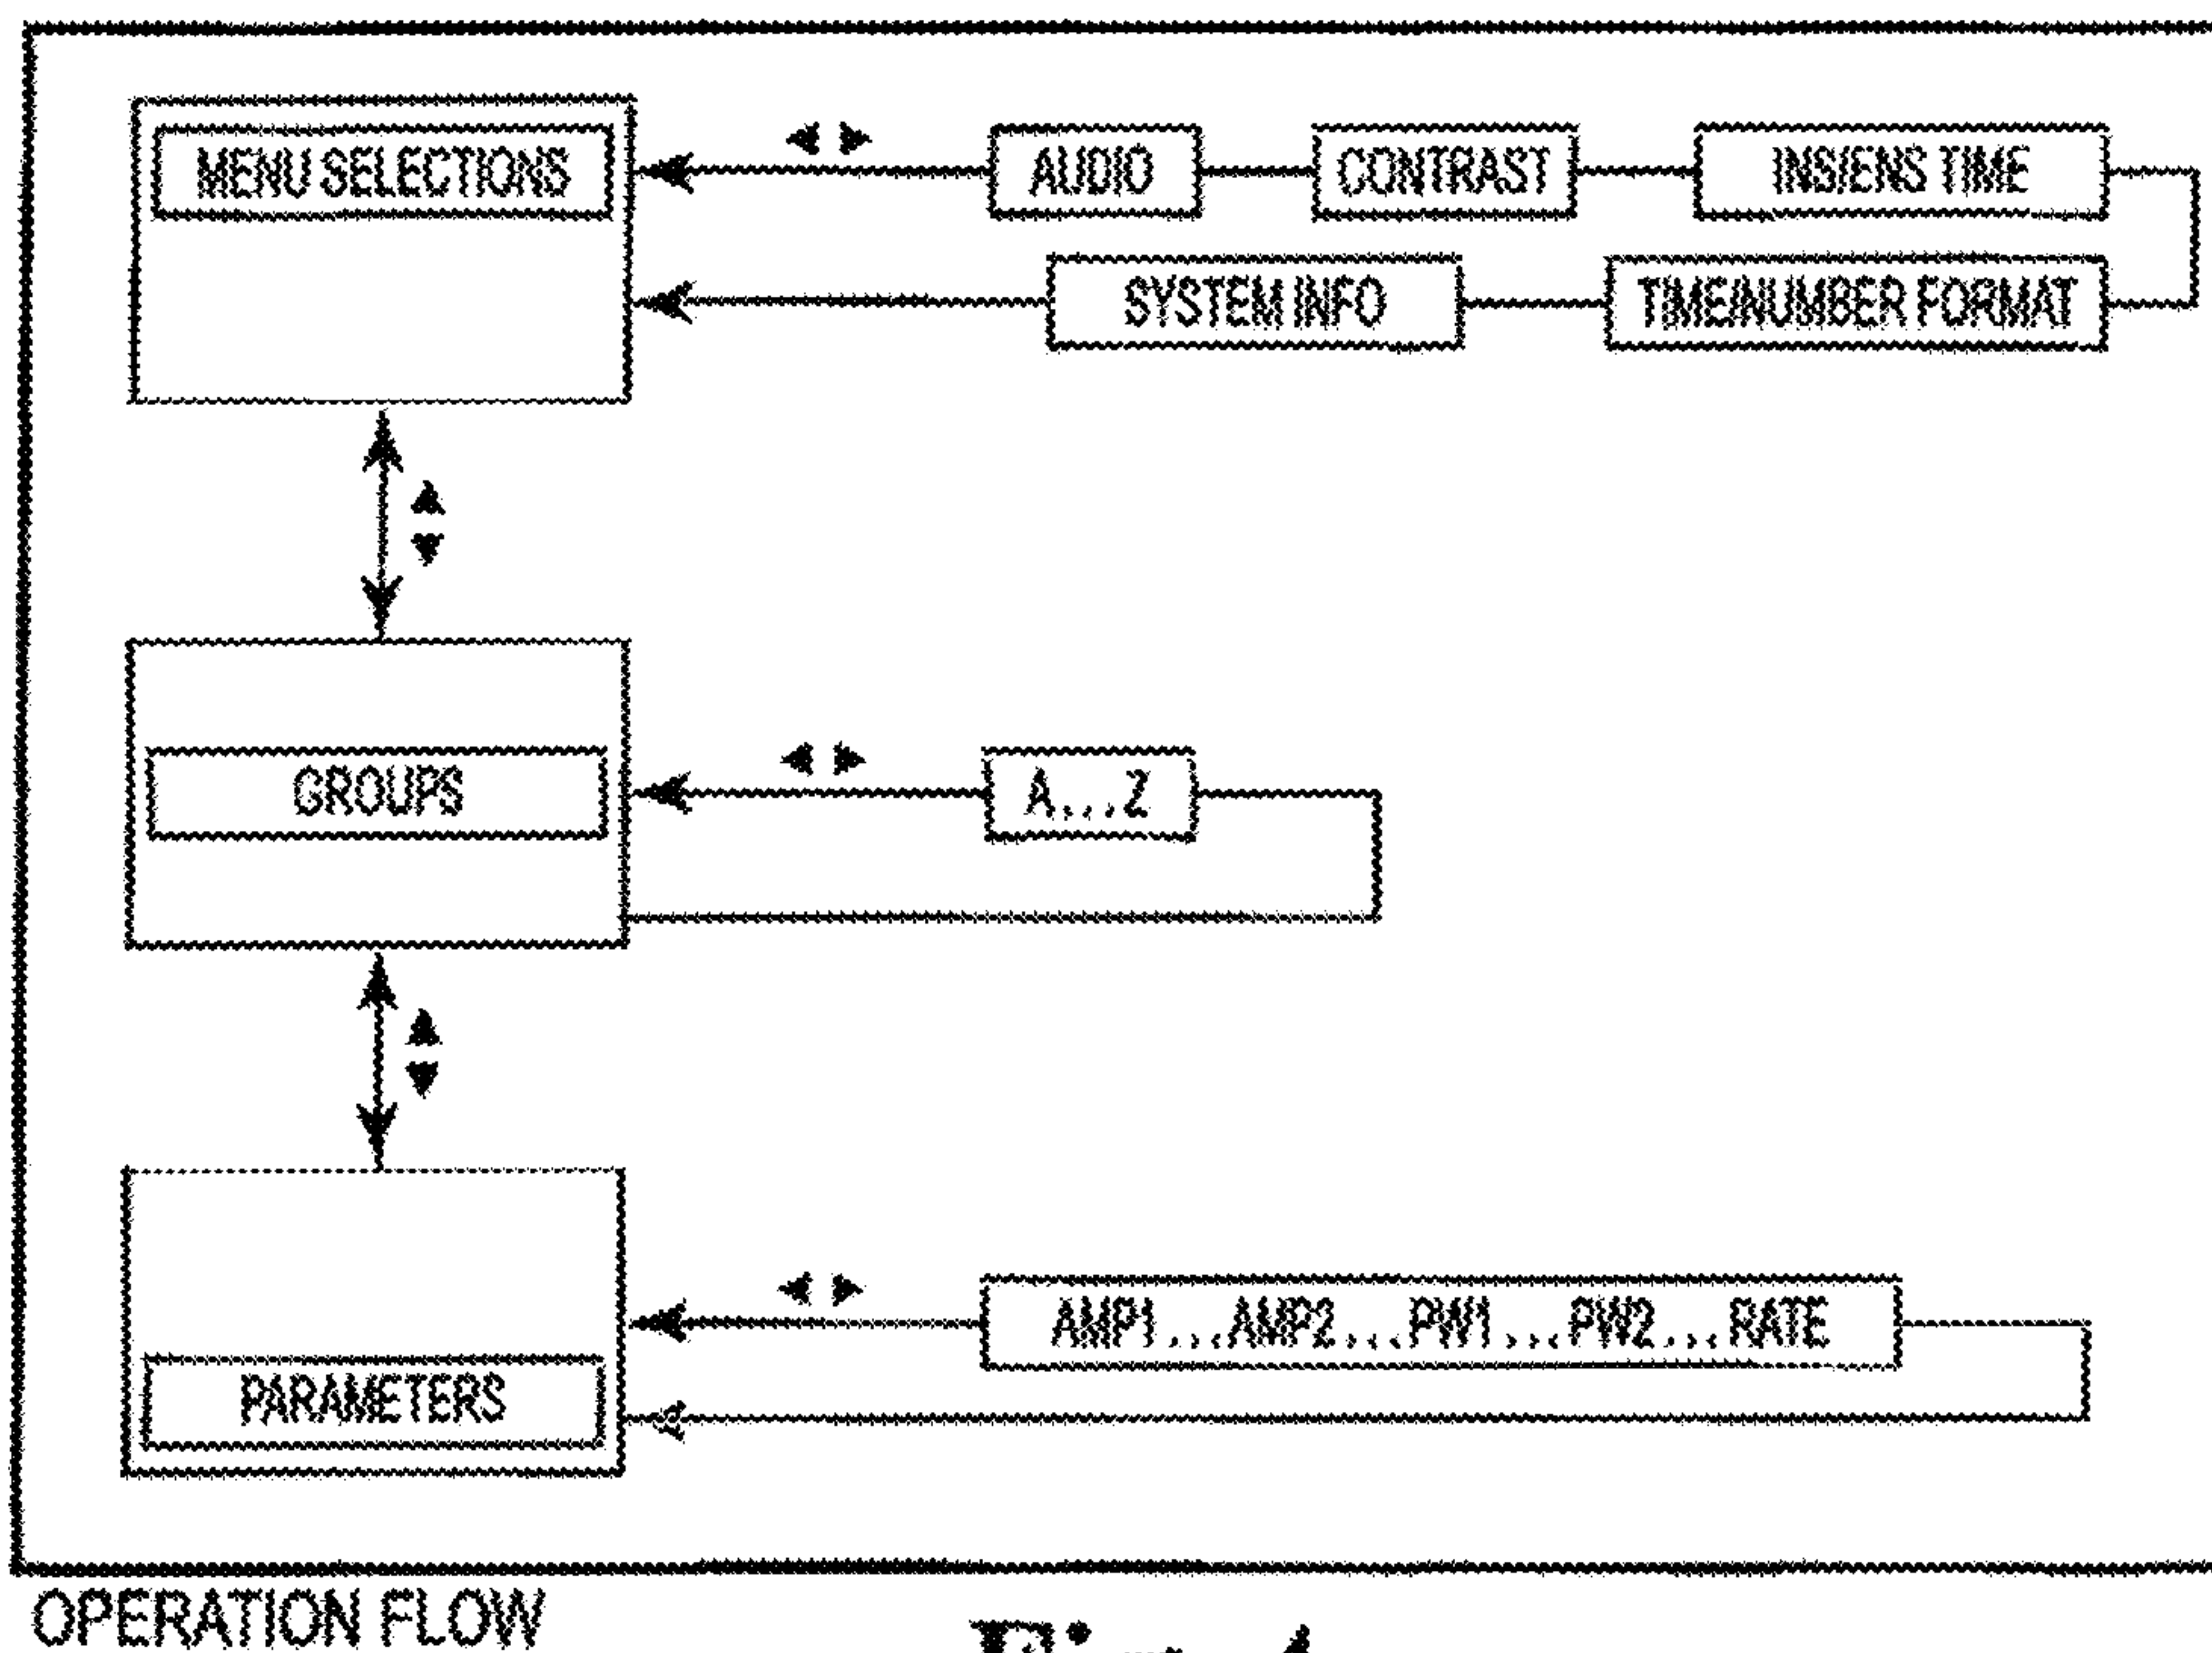 MENU SELECTIONS
AUDIO
CONTRAST
INS/ENS TIME
SYSTEM INFO
TIME/NUMBER FORMAT
GROUPS
A...Z
AMP1...AMP2...PW1...PW2...RATE
PARAMETERS
OPERATION FLOW